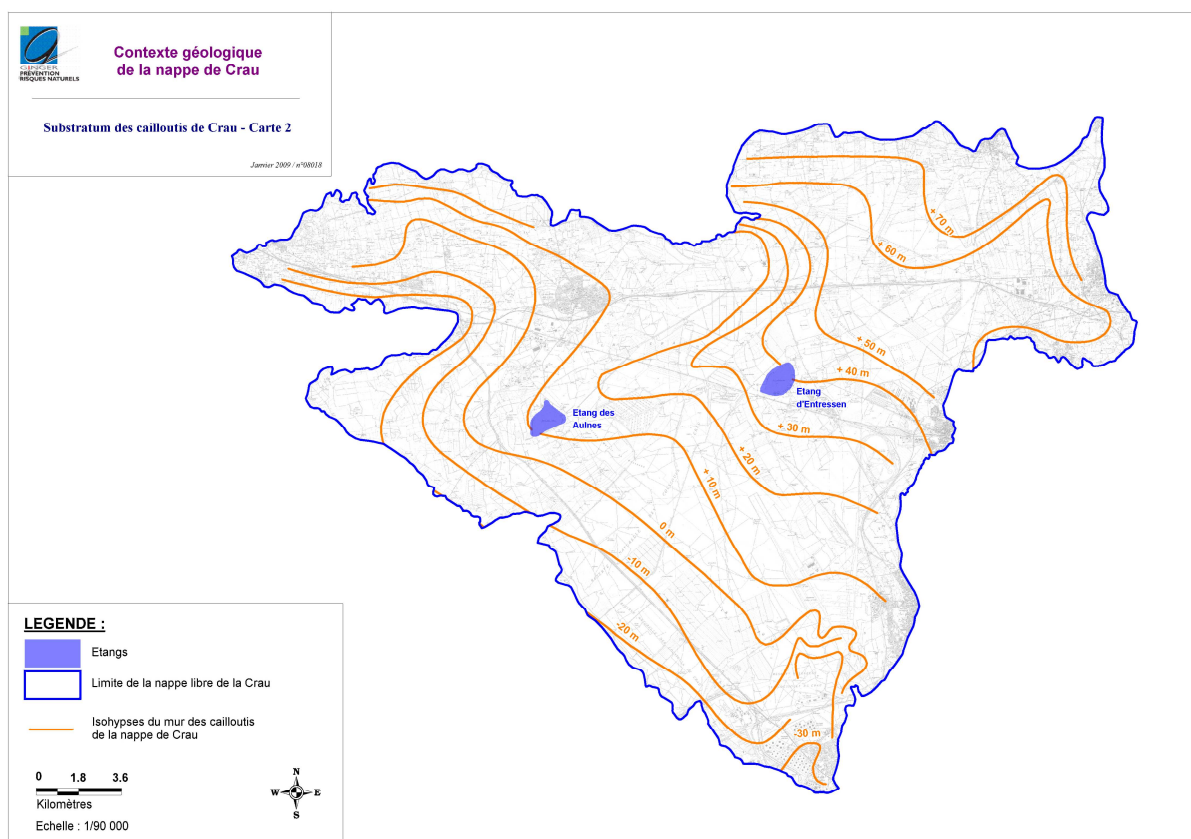 GINGER
PRÉVENTION
RISQUES NATURELS
Contexte géologique
de la nappe de Crau
Substratum des cailloutis de Crau - Carte 2
Janvier 2009 / n°08018
+ 70 m
+ 60 m
+ 50 m
+ 40 m
Etang
d'Entressen
Etang des
Aulnes
+ 30 m
+ 20 m
+ 10 m
0 m
-10 m
-20 m
-30 m
LEGENDE :
Etangs
Limite de la nappe libre de la Crau
Isohypses du mur des cailloutis
de la nappe de Crau
0 1.8 3.6
Kilomètres
Echelle : 1/90 000
N
W E
S